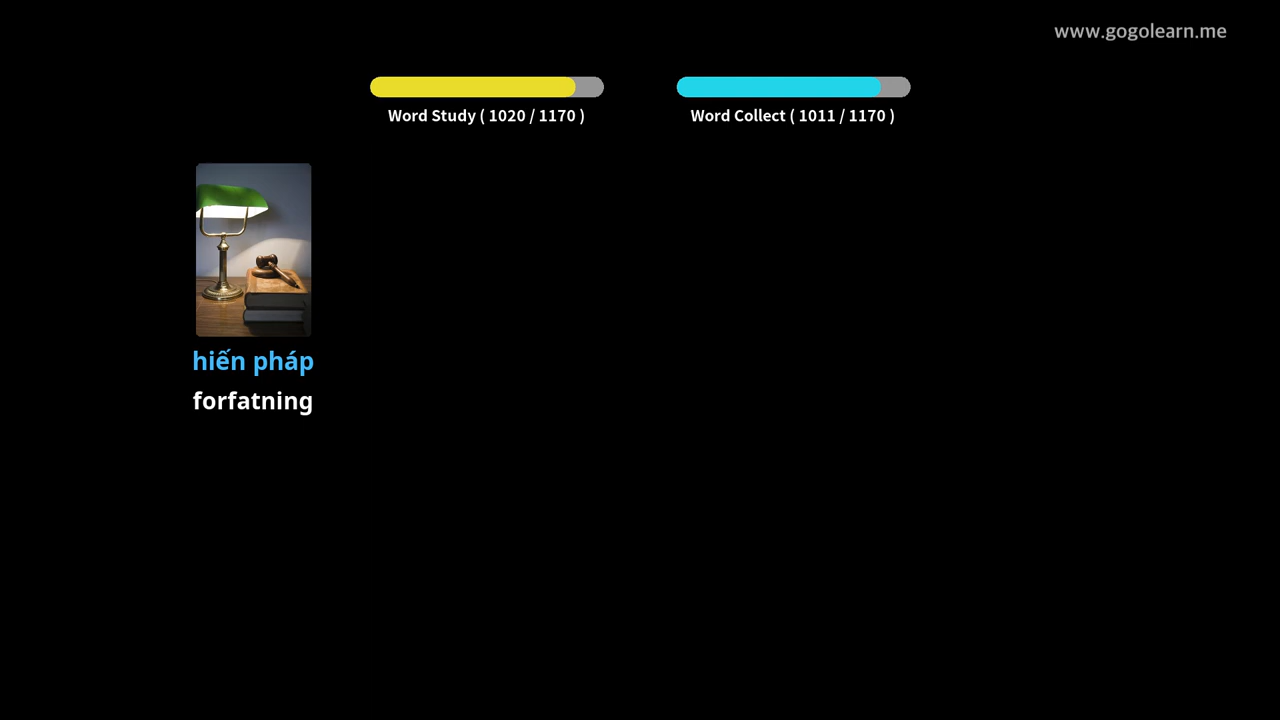 www.gogolearn.me
Word Study ( 1020 / 1170 )
Word Collect ( 1011 / 1170 )
hiến pháp
forfatning